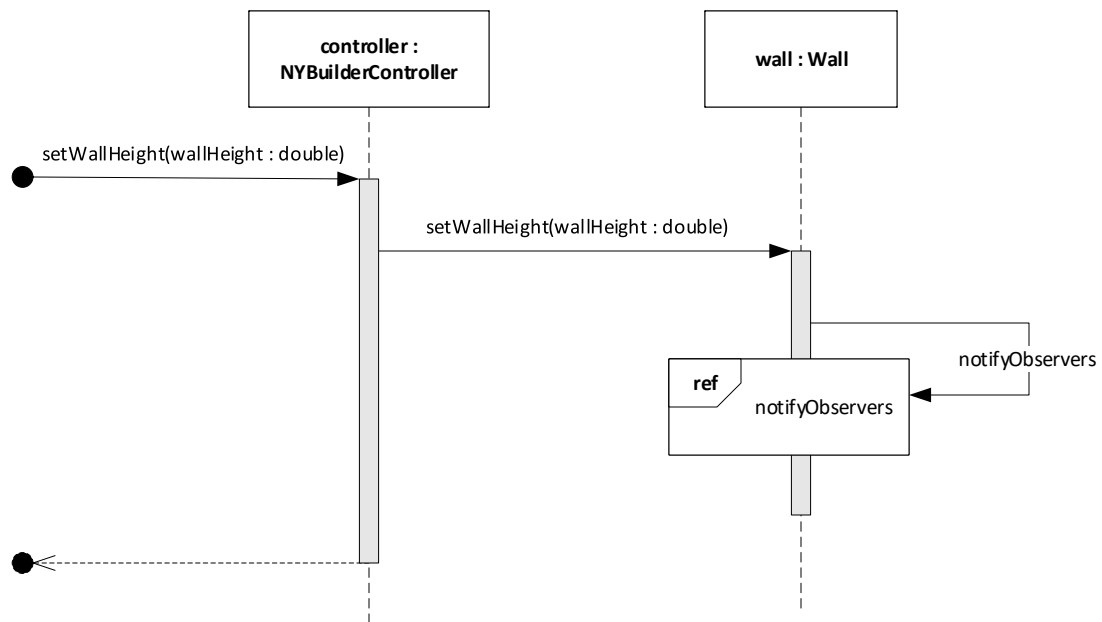 controller :
NYBuilderController
wall : Wall
setWallHeight(wallHeight : double)
setWallHeight(wallHeight : double)
notifyObservers
ref
notifyObservers